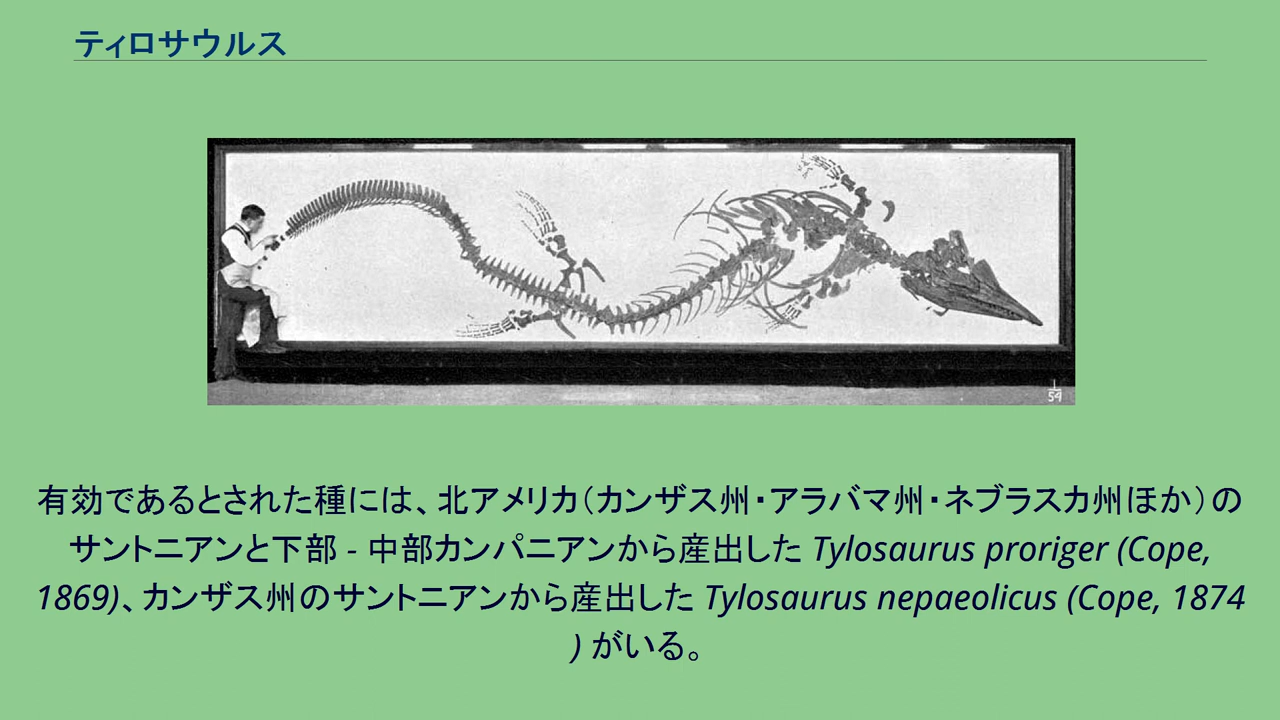 ティロサウルス
1
54
有効であるとされた種には、北アメリカ（カンザス州・アラバマ州・ネブラスカ州ほか）の
サントニアンと下部 - 中部カンパニアンから産出した Tylosaurus proriger (Cope,
1869)、カンザス州のサントニアンから産出した Tylosaurus nepaeolicus (Cope, 1874
) がいる。